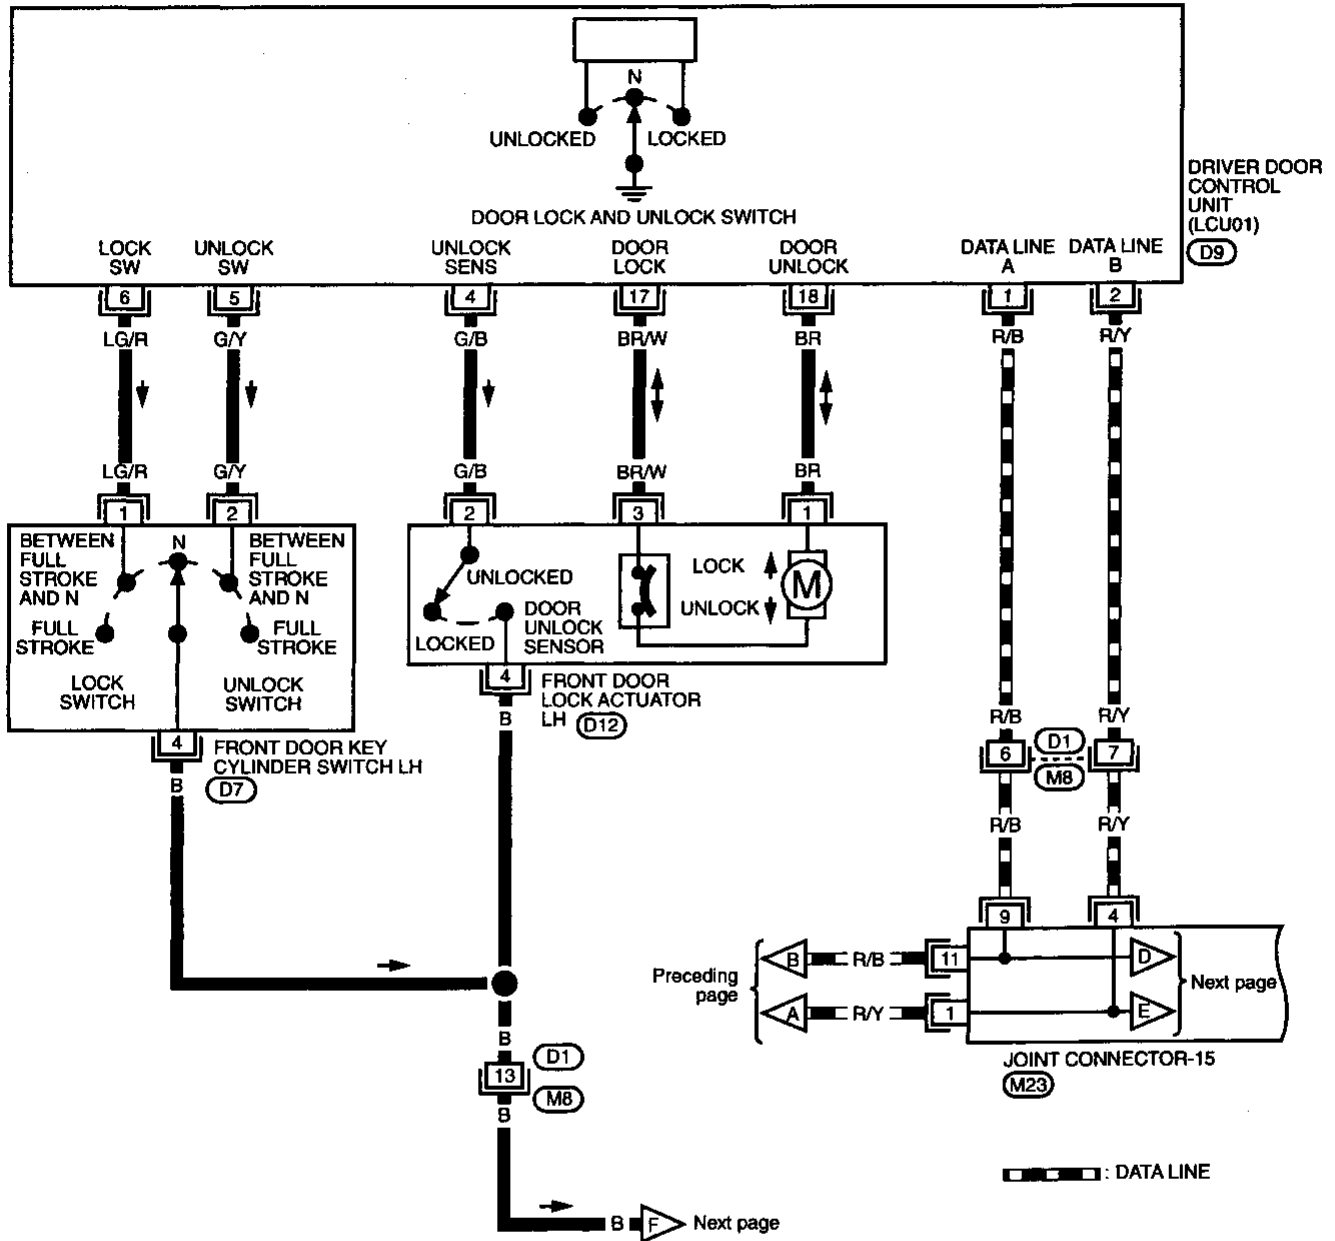 N
UNLOCKED
LOCKED
DOOR LOCK AND UNLOCK SWITCH
DRIVER DOOR
CONTROL
UNIT
(LCU01)
D9
LOCK
SW
UNLOCK
SW
UNLOCK
SENS
DOOR
LOCK
DOOR
UNLOCK
DATA LINE
A
DATA LINE
B
6
5
4
17
18
1
2
LG/R
G/Y
G/B
BR/W
BR
R/B
R/Y
LG/R
G/Y
G/B
BR/W
BR
1
2
2
3
1
BETWEEN
FULL
STROKE
AND N
N
BETWEEN
FULL
STROKE
AND N
FULL
STROKE
FULL
STROKE
LOCK
SWITCH
UNLOCK
SWITCH
UNLOCKED
LOCKED
DOOR
UNLOCK
SENSOR
LOCK
UNLOCK
M
4
FRONT DOOR
LOCK ACTUATOR
LH
D12
B
4
FRONT DOOR KEY
CYLINDER SWITCH LH
D7
B
R/B
R/Y
6
D1
M8
7
R/B
R/Y
9
4
Preceding
page
B
R/B
11
D
A
R/Y
1
E
Next page
JOINT CONNECTOR-15
M23
B
13
D1
M8
B
: DATA LINE
B
F
Next page